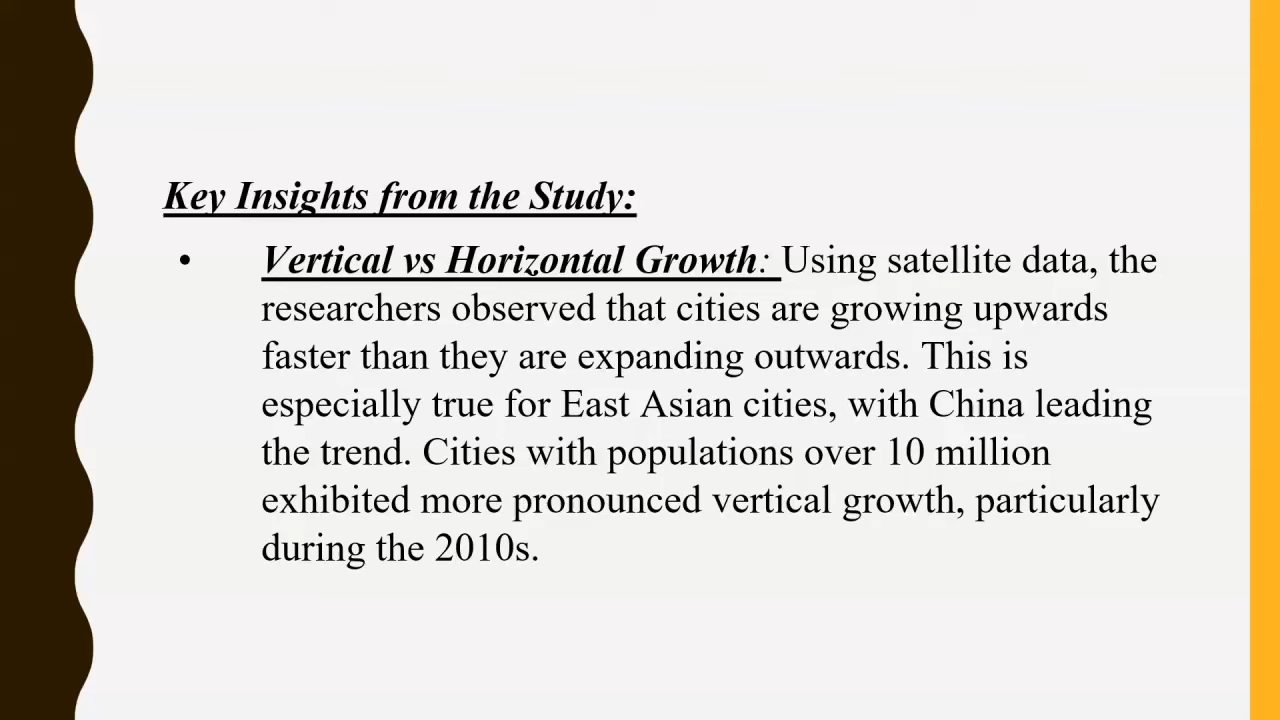 Key Insights from the Study:
• Vertical vs Horizontal Growth: Using satellite data, the
researchers observed that cities are growing upwards
faster than they are expanding outwards. This is
especially true for East Asian cities, with China leading
the trend. Cities with populations over 10 million
exhibited more pronounced vertical growth, particularly
during the 2010s.